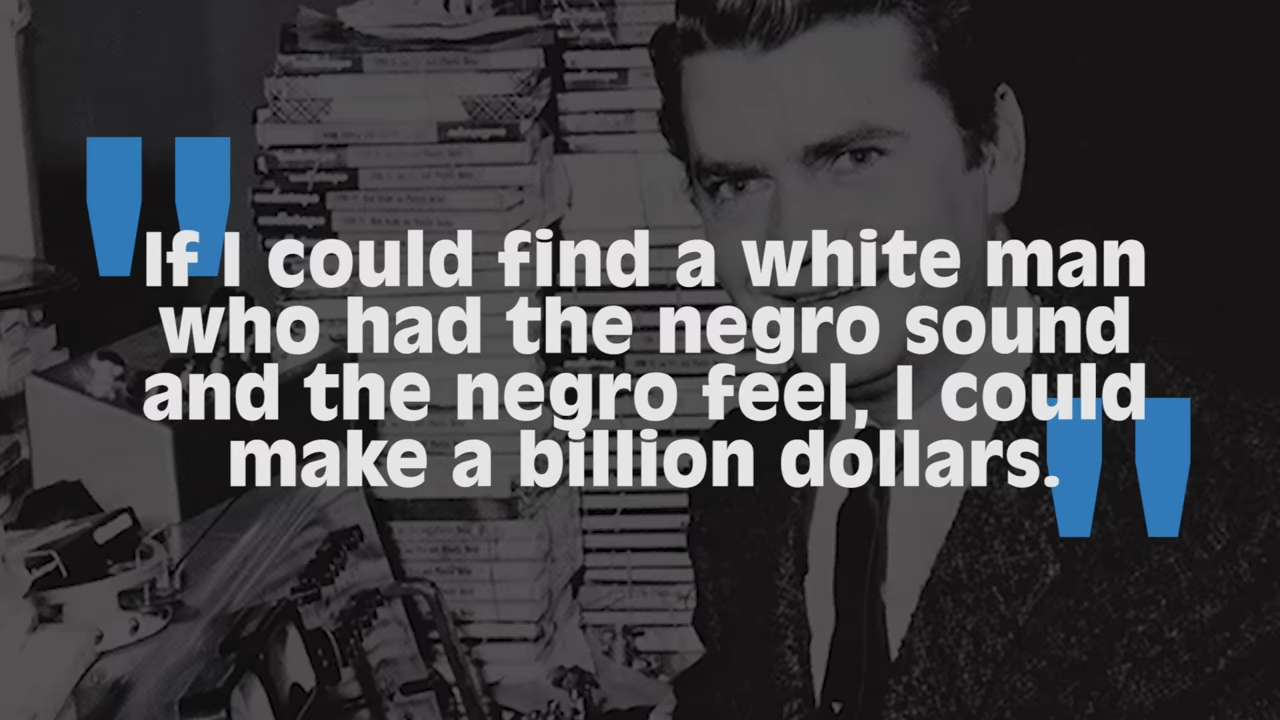 "If I could find a white man
who had the negro sound
and the negro feel, I could
make a billion dollars."